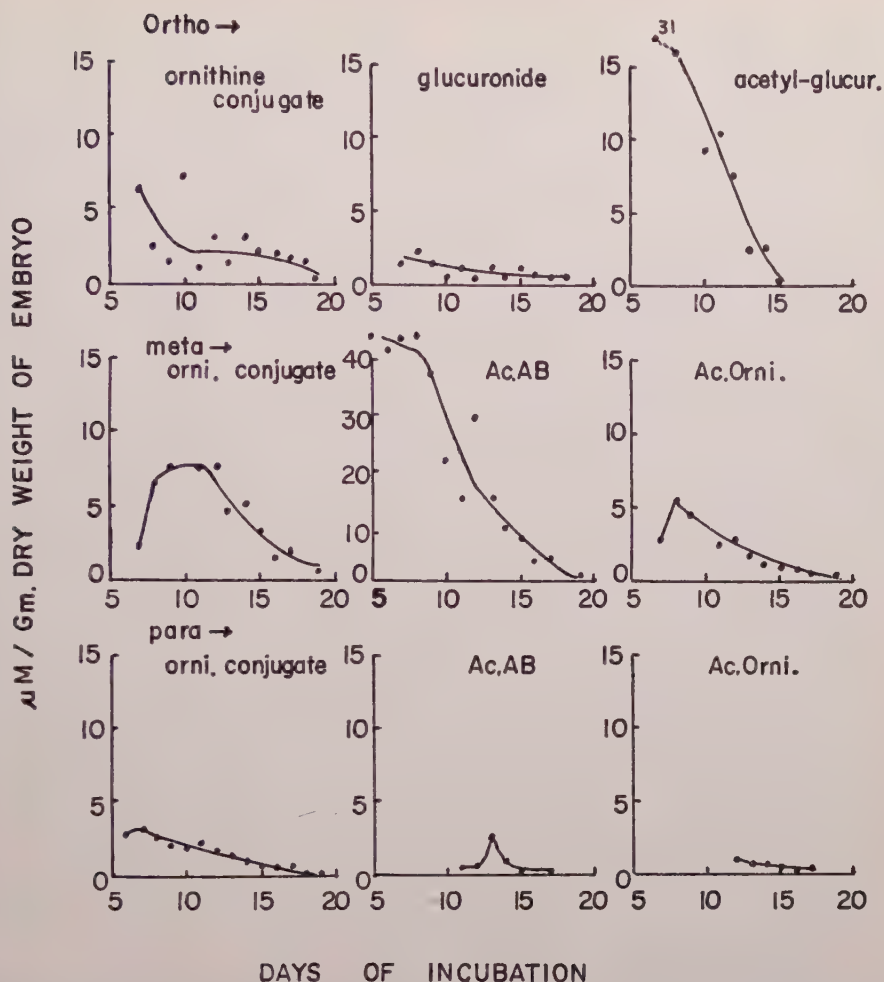 Ortho →
ornithine
conjugate
glucuronide
acetyl-glucur.
31
15
10
5
0
5 10 15 20
15
10
5
0
5 10 15 20
15
10
5
0
5 10 15 20
meta →
orni. conjugate
Ac.AB
Ac.Orni.
15
10
5
0
5 10 15 20
40
30
20
10
0
5 10 15 20
15
10
5
0
5 10 15 20
para →
orni. conjugate
Ac.AB
Ac.Orni.
15
10
5
0
5 10 15 20
15
10
5
0
5 10 15 20
15
10
5
0
5 10 15 20
µM / Gm. DRY WEIGHT OF EMBRYO
DAYS OF INCUBATION